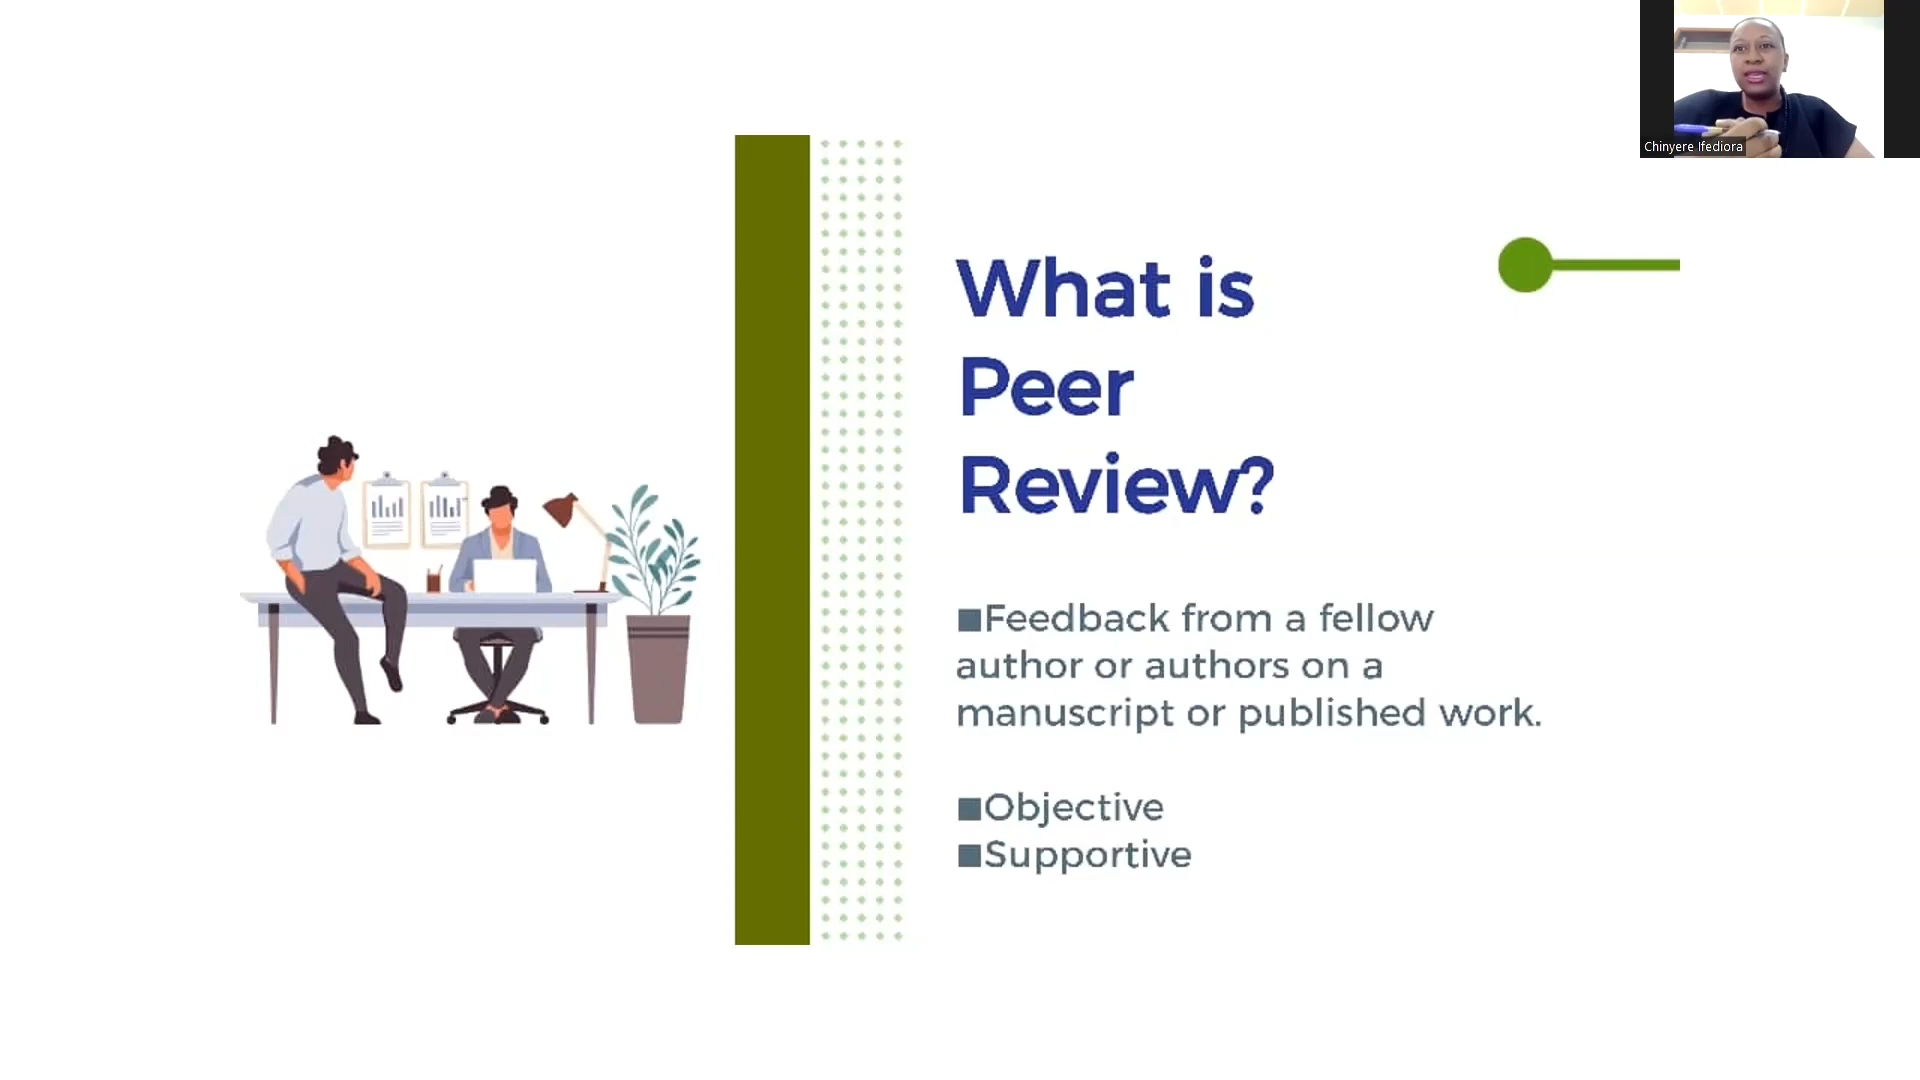 Chinyere Ifediora
What is
Peer
Review?
■Feedback from a fellow
author or authors on a
manuscript or published work.
■Objective
■Supportive